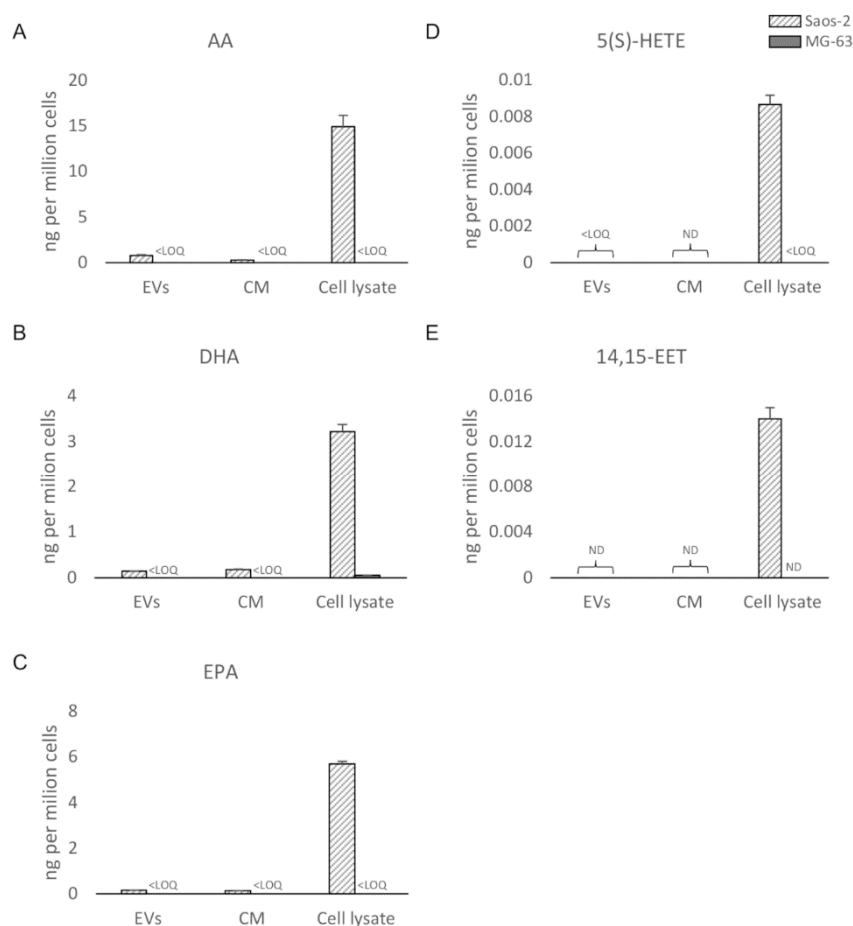 A
AA
ng per million cells
20
15
10
5
0
<LOQ
<LOQ
<LOQ
EVs
CM
Cell lysate
B
DHA
ng per milion cells
4
3
2
1
0
<LOQ
<LOQ
EVs
CM
Cell lysate
C
EPA
ng per milion cells
8
6
4
2
0
<LOQ
<LOQ
<LOQ
EVs
CM
Cell lysate
D
5(S)-HETE
Saos-2
MG-63
ng per million cells
0.01
0.008
0.006
0.004
0.002
0
<LOQ
ND
<LOQ
EVs
CM
Cell lysate
E
14,15-EET
ng per milion cells
0.016
0.012
0.008
0.004
0
ND
ND
ND
EVs
CM
Cell lysate